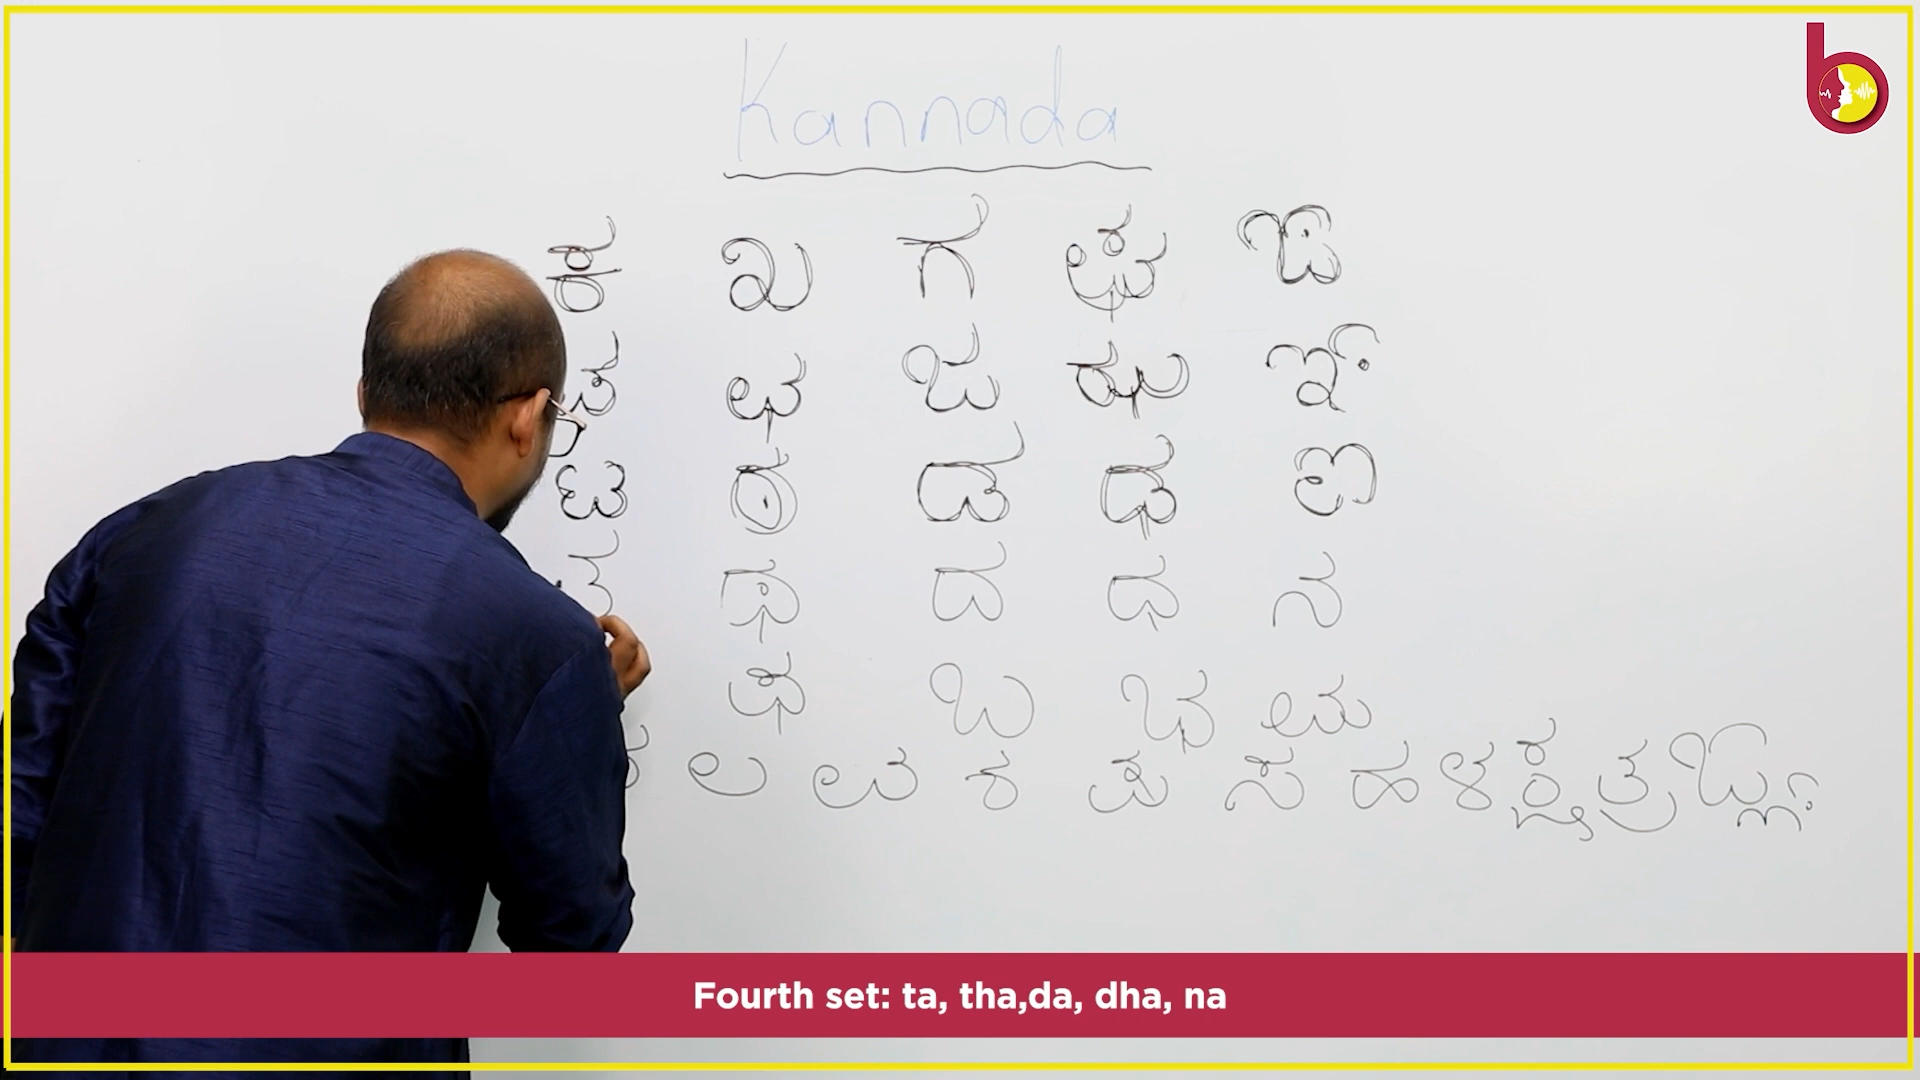 Kannada
ಕ ಖ ಗ ಘ ಙ
ಚ ಛ ಜ ಝ ಞ
ಟ ಠ ಡ ಢ ಣ
ಥ ದ ಧ ನ
ಫ ಬ ಭ ಮ
ಲ ವ ಶ ಷ ಸ ಹ ಳ ಕ್ಷ ತ್ರ ಜ್ಞ
Fourth set: ta, tha,da, dha, na